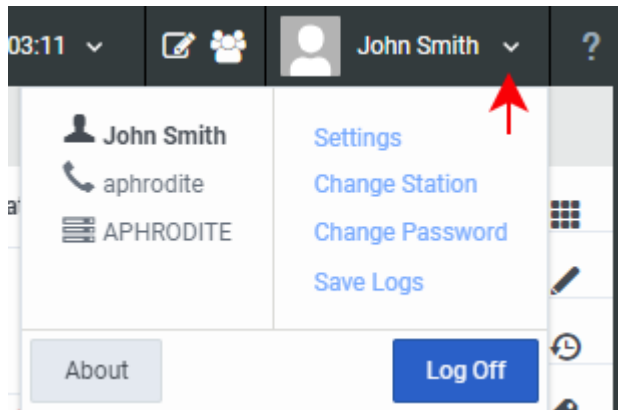 03:11 John Smith ?
John Smith Settings
aphrodite Change Station
APHRODITE Change Password
Save Logs
About Log Off